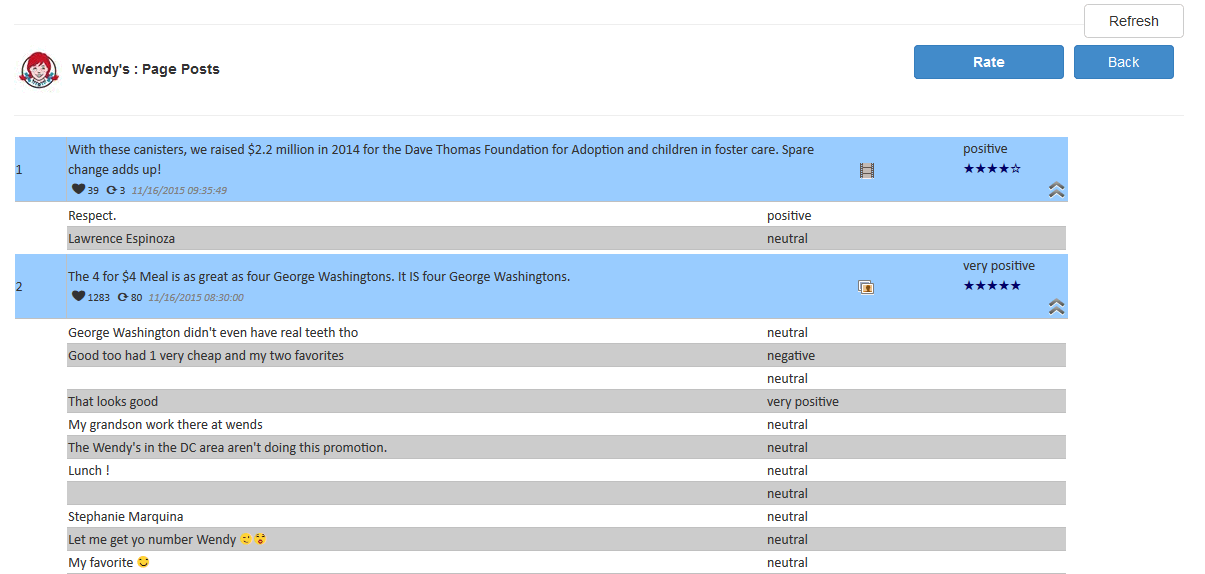 Refresh
Wendy's : Page Posts
Rate
Back
1
With these canisters, we raised $2.2 million in 2014 for the Dave Thomas Foundation for Adoption and children in foster care. Spare
change adds up!
39 3 11/16/2015 09:35:49
positive
★★★★☆
Respect. positive
Lawrence Espinoza neutral
2
The 4 for $4 Meal is as great as four George Washingtons. It IS four George Washingtons.
1283 80 11/16/2015 08:30:00
very positive
★★★★★
George Washington didn't even have real teeth tho neutral
Good too had 1 very cheap and my two favorites negative
neutral
That looks good very positive
My grandson work there at wends neutral
The Wendy's in the DC area aren't doing this promotion. neutral
Lunch ! neutral
neutral
Stephanie Marquina neutral
Let me get yo number Wendy neutral
My favorite neutral